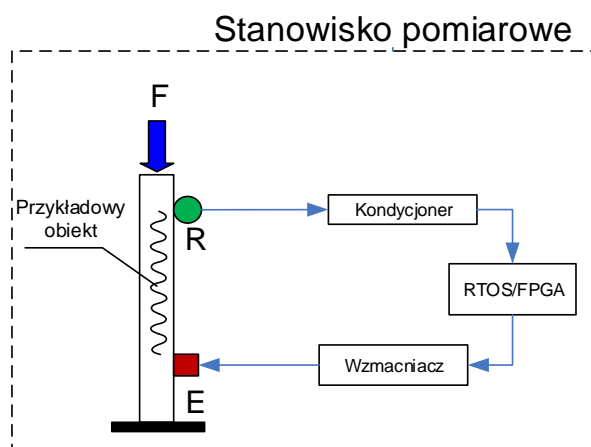 Stanowisko pomiarowe
F
Przykładowy
obiekt
R
Kondycjoner
RTOS/FPGA
Wzmacniacz
E